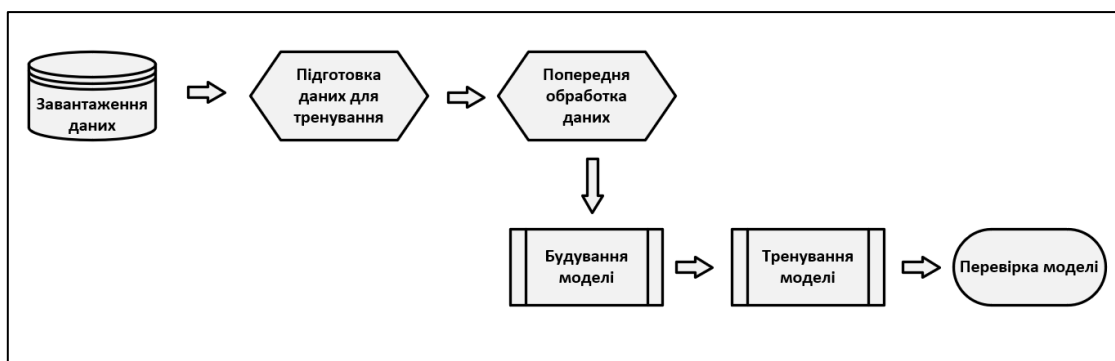 Завантаження
даних
Підготовка
даних для
тренування
Попередня
обработка
даних
Будування
моделі
Тренування
моделі
Перевірка моделі